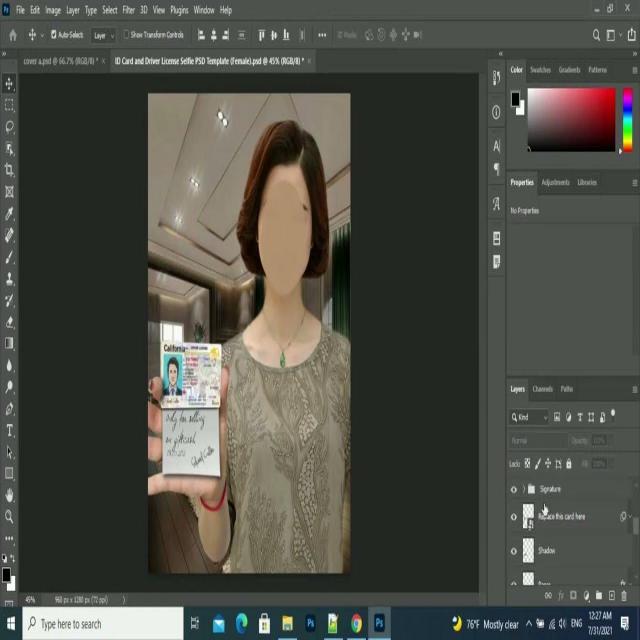 Ps File Edit Image Layer Type Select Filter 3D View Plugins Window Help
Auto-Select: Layer Show Transform Controls ••• 3D Mode:
cover a.psd @ 66.7% (RGB/8) * × ID Card and Driver License Selfie PSD Template (female).psd @ 45% (RGB/8) * ×
Color Swatches Gradients Patterns
Properties Adjustments Libraries
No Properties
California
only for selling
on giftcard
Layers Channels Paths
Kind
Normal Opacity: 100%
Lock: Fill: 100%
Signature
Replace this card here
Shadow
45% 960 px x 1280 px (72 ppi)
Type here to search
76°F Mostly clear ENG
12:27 AM
7/31/2021